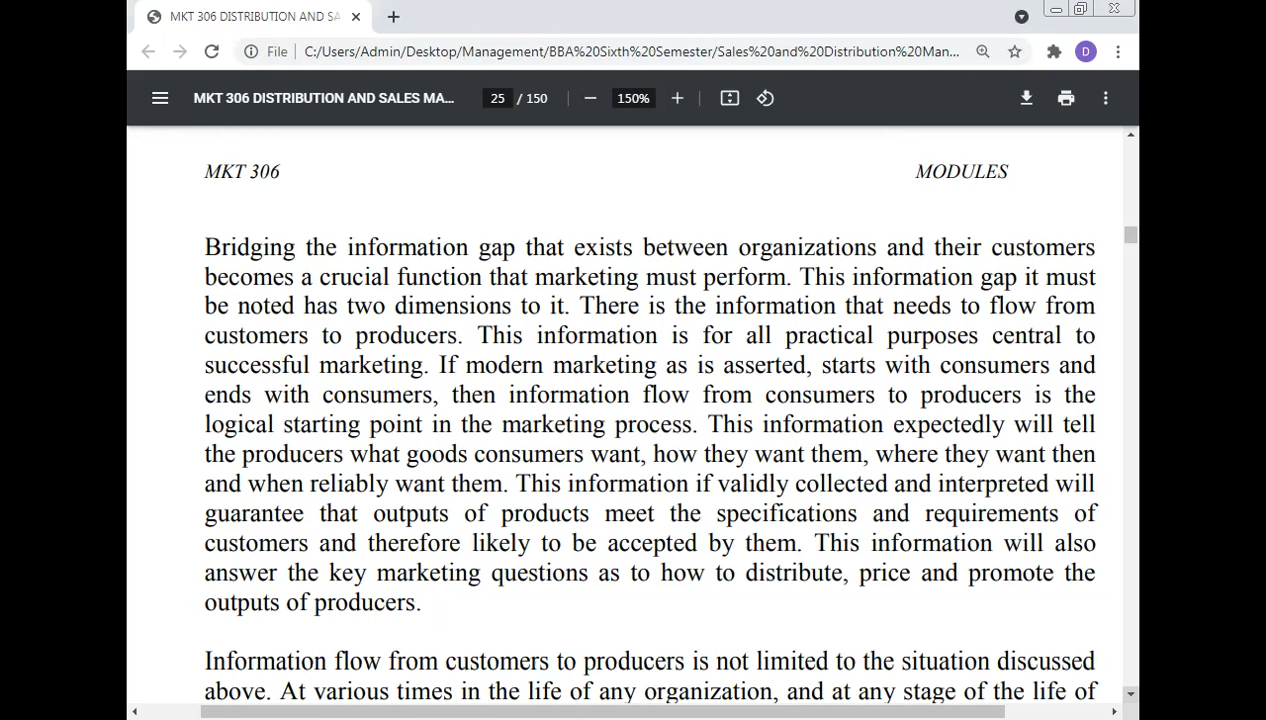 MKT 306 DISTRIBUTION AND SA
File
C:/Users/Admin/Desktop/Management/BBA%20Sixth%20Semester/Sales%20and%20Distribution%20Man...
D
MKT 306 DISTRIBUTION AND SALES MA...
25 / 150
150%
MKT 306
MODULES
Bridging the information gap that exists between organizations and their customers
becomes a crucial function that marketing must perform. This information gap it must
be noted has two dimensions to it. There is the information that needs to flow from
customers to producers. This information is for all practical purposes central to
successful marketing. If modern marketing as is asserted, starts with consumers and
ends with consumers, then information flow from consumers to producers is the
logical starting point in the marketing process. This information expectedly will tell
the producers what goods consumers want, how they want them, where they want then
and when reliably want them. This information if validly collected and interpreted will
guarantee that outputs of products meet the specifications and requirements of
customers and therefore likely to be accepted by them. This information will also
answer the key marketing questions as to how to distribute, price and promote the
outputs of producers.
Information flow from customers to producers is not limited to the situation discussed
above. At various times in the life of any organization, and at any stage of the life of